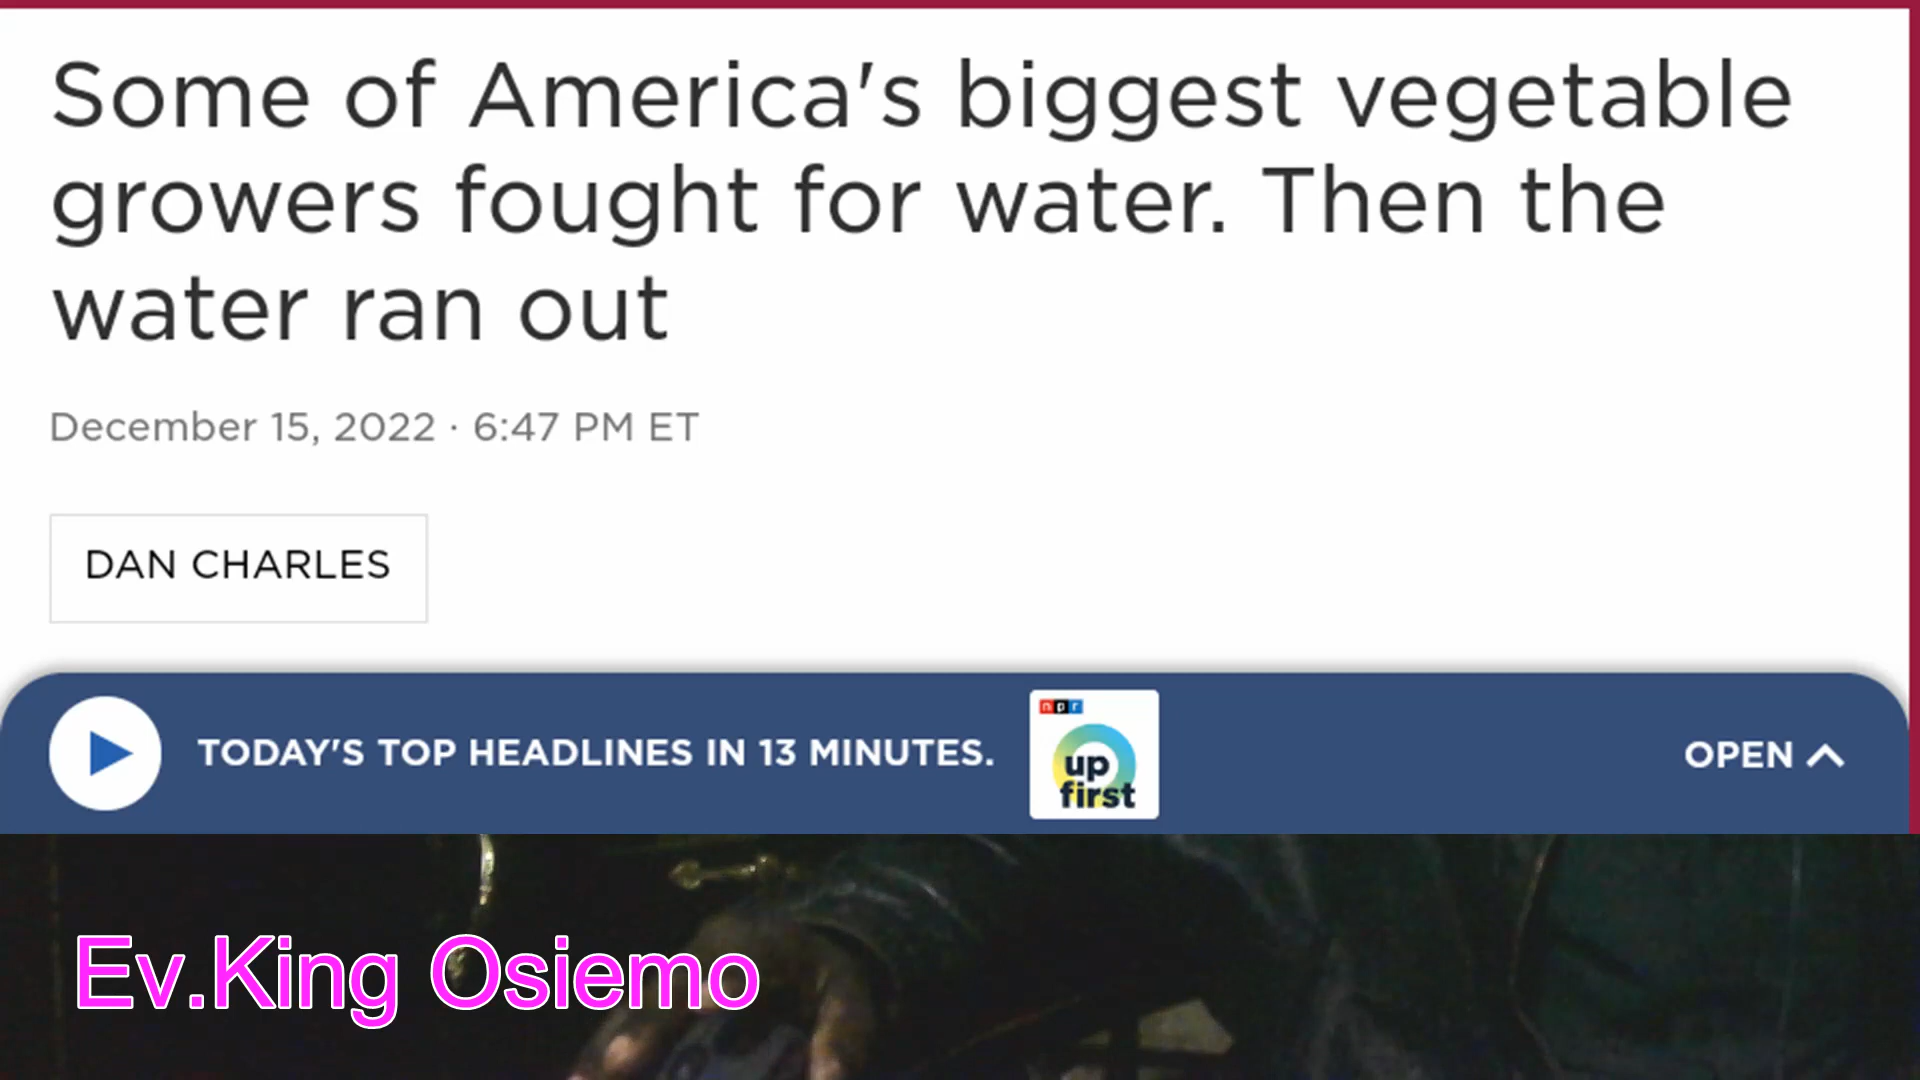 Some of America's biggest vegetable
growers fought for water. Then the
water ran out
December 15, 2022 · 6:47 PM ET
DAN CHARLES
TODAY'S TOP HEADLINES IN 13 MINUTES.
npr
up
first
OPEN
Ev.King Osiemo